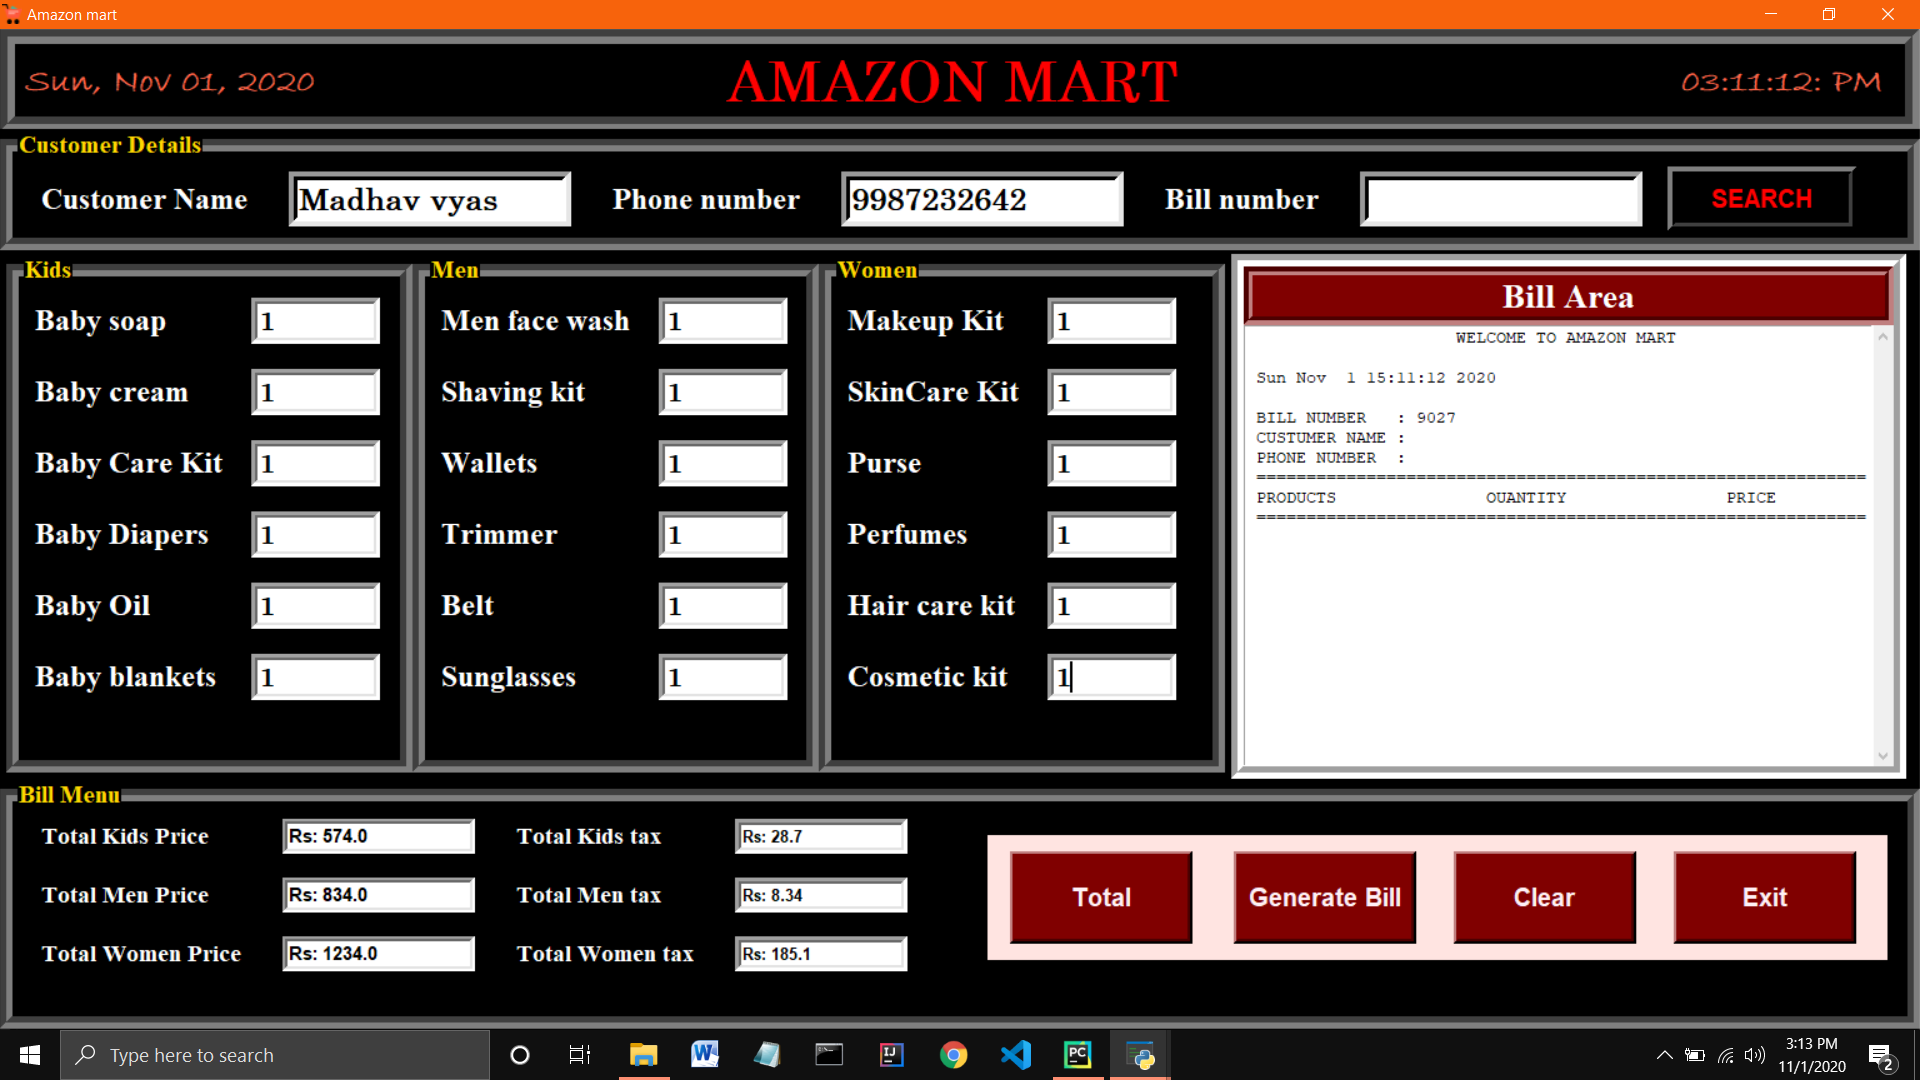 Amazon mart
Sun, Nov 01, 2020
AMAZON MART
03:11:12: PM
Customer Details
Customer Name Madhav vyas Phone number 9987232642 Bill number SEARCH
Kids
Baby soap 1
Baby cream 1
Baby Care Kit 1
Baby Diapers 1
Baby Oil 1
Baby blankets 1
Men
Men face wash 1
Shaving kit 1
Wallets 1
Trimmer 1
Belt 1
Sunglasses 1
Women
Makeup Kit 1
SkinCare Kit 1
Purse 1
Perfumes 1
Hair care kit 1
Cosmetic kit 1
Bill Area
WELCOME TO AMAZON MART
Sun Nov  1 15:11:12 2020
BILL NUMBER   : 9027
CUSTUMER NAME :
PHONE NUMBER  :
=============================================================
PRODUCTS QUANTITY PRICE
=============================================================
Bill Menu
Total Kids Price Rs: 574.0 Total Kids tax Rs: 28.7
Total Men Price Rs: 834.0 Total Men tax Rs: 8.34
Total Women Price Rs: 1234.0 Total Women tax Rs: 185.1
Total Generate Bill Clear Exit
Type here to search
3:13 PM
11/1/2020
2